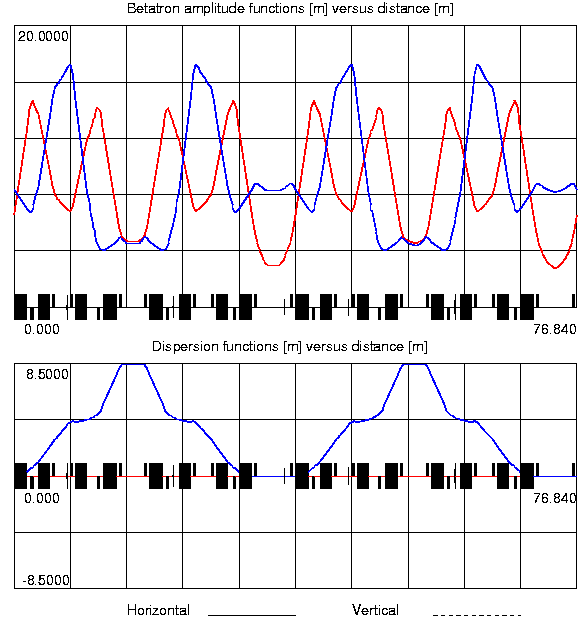 Betatron amplitude functions [m] versus distance [m]
20.0000
0.000 76.840
Dispersion functions [m] versus distance [m]
8.5000
0.000 76.840
-8.5000
Horizontal Vertical